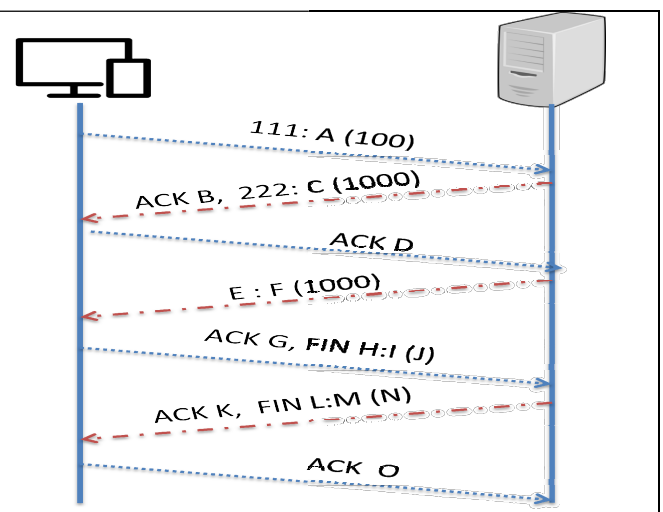 111: A (100)
ACK B, 222: C (1000)
ACK D
E : F (1000)
ACK G, FIN H:I (J)
ACK K, FIN L:M (N)
ACK O